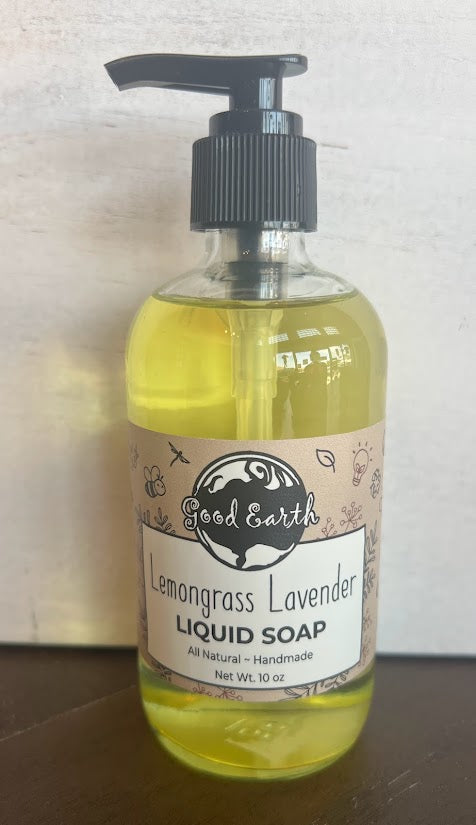 Good Earth
Lemongrass Lavender
LIQUID SOAP
All Natural ~ Handmade
Net Wt. 10 oz